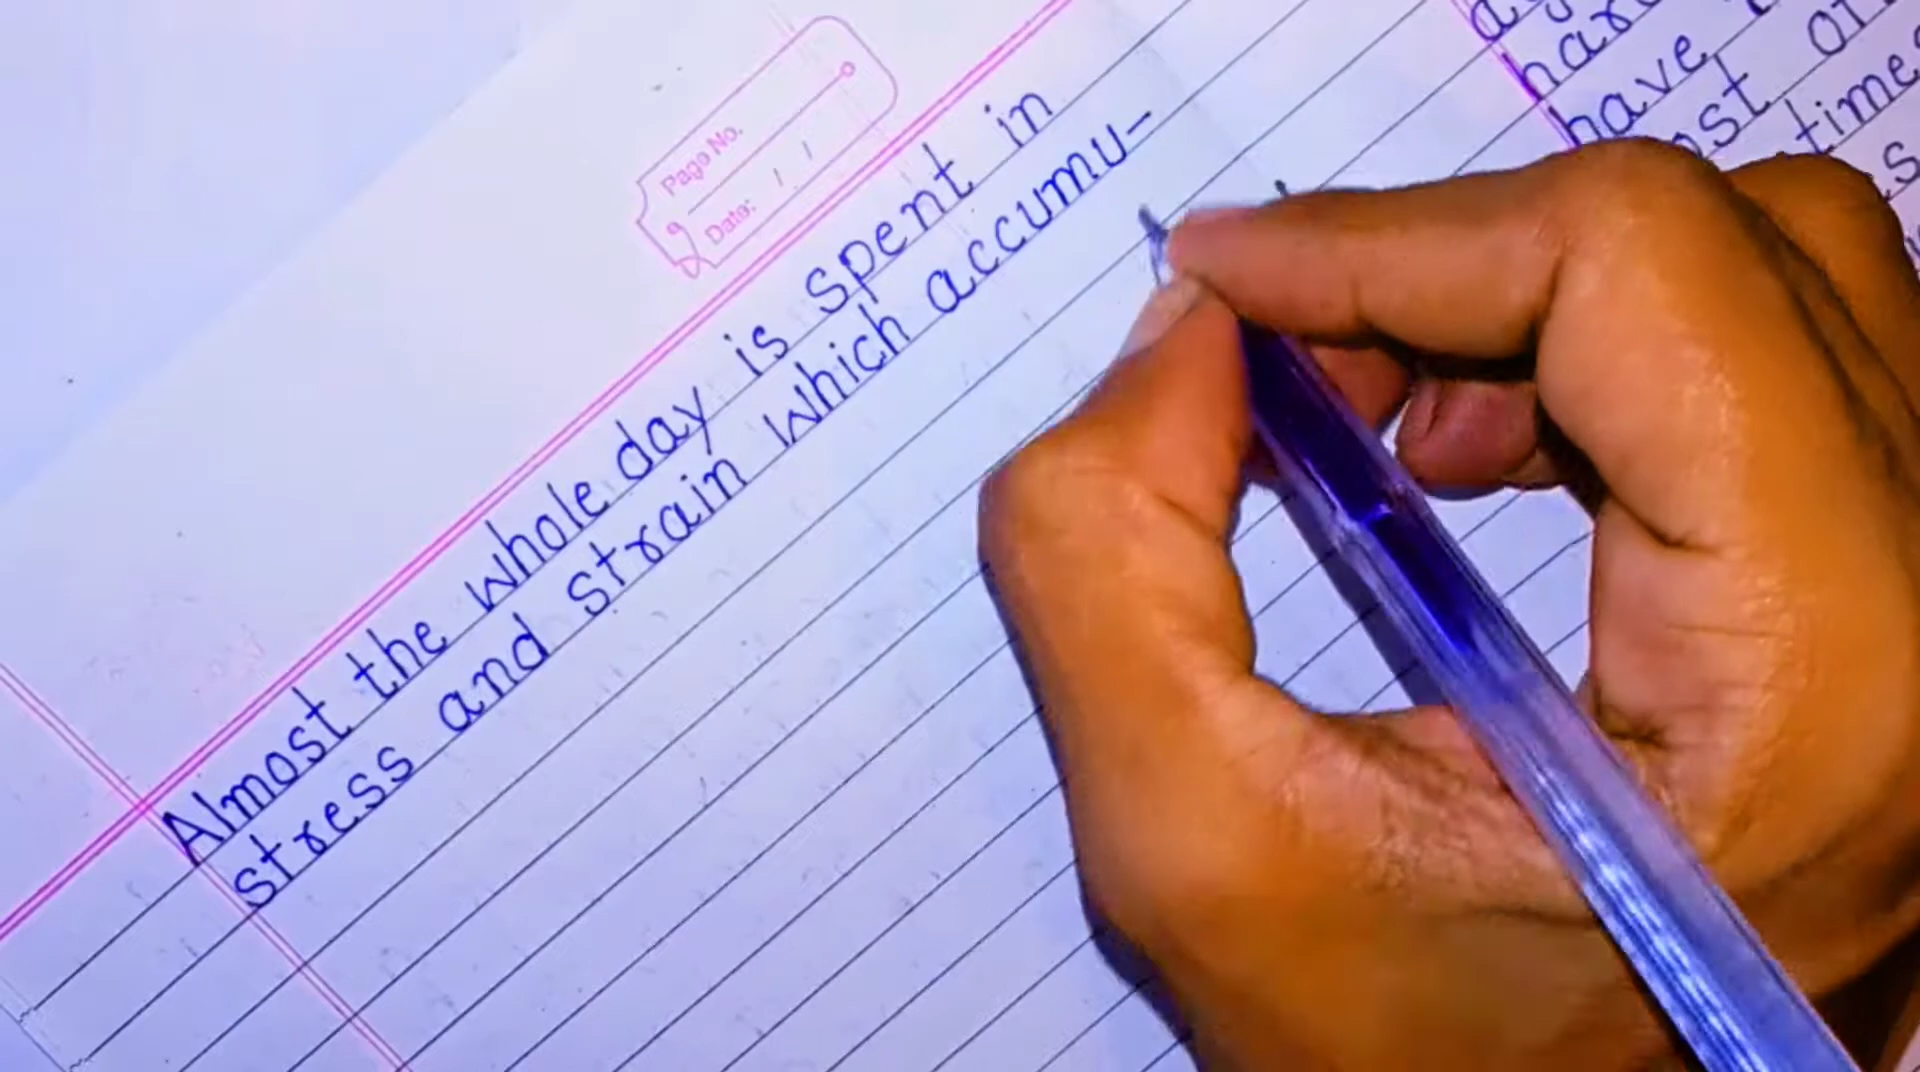 Page No.
Date: / /
Almost the whole day is spent in
stress and strain which accumu-
have
ost
time